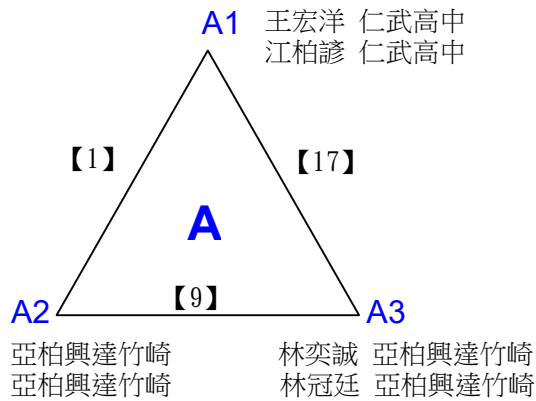 A1 王宏洋 仁武高中
江柏諺 仁武高中
【1】
【17】
A
【9】
A2
A3
亞柏興達竹崎
亞柏興達竹崎
林奕誠 亞柏興達竹崎
林冠廷 亞柏興達竹崎